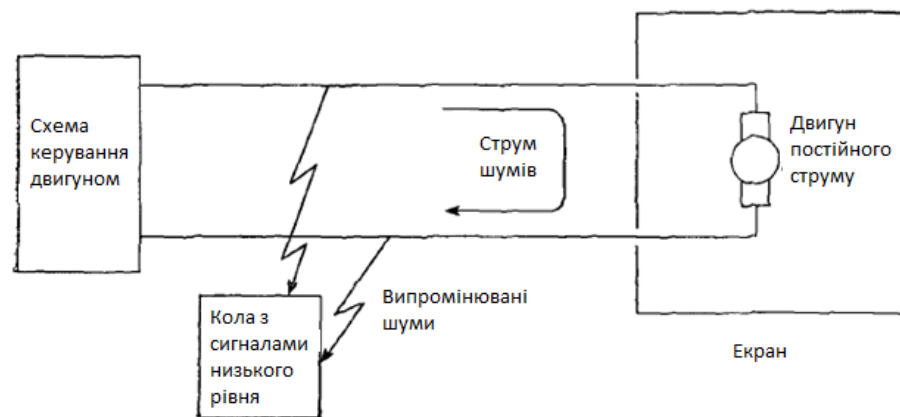 Схема
керування
двигуном
Струм
шумів
Двигун
постійного
струму
Випромінювані
шуми
Кола з
сигналами
низького
рівня
Екран